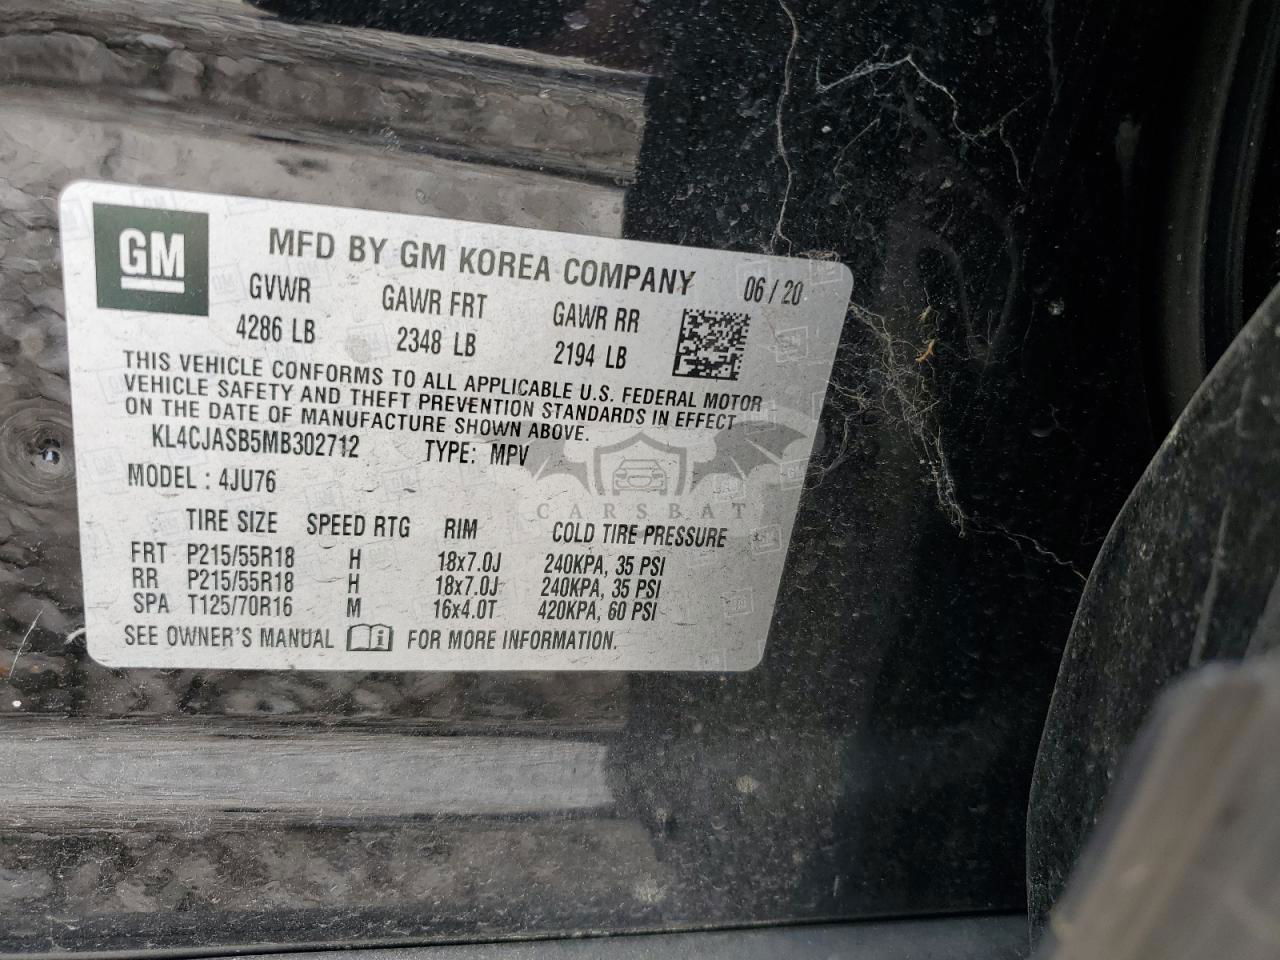 GM
MFD BY GM KOREA COMPANY 06 / 20
GVWR GAWR FRT GAWR RR
4286 LB 2348 LB 2194 LB
THIS VEHICLE CONFORMS TO ALL APPLICABLE U.S. FEDERAL MOTOR
VEHICLE SAFETY AND THEFT PREVENTION STANDARDS IN EFFECT
ON THE DATE OF MANUFACTURE SHOWN ABOVE.
KL4CJASB5MB302712 TYPE: MPV
MODEL : 4JU76
CARSBAT
TIRE SIZE SPEED RTG RIM COLD TIRE PRESSURE
FRT P215/55R18 H 18x7.0J 240KPA, 35 PSI
RR P215/55R18 H 18x7.0J 240KPA, 35 PSI
SPA T125/70R16 M 16x4.0T 420KPA, 60 PSI
SEE OWNER'S MANUAL i FOR MORE INFORMATION.